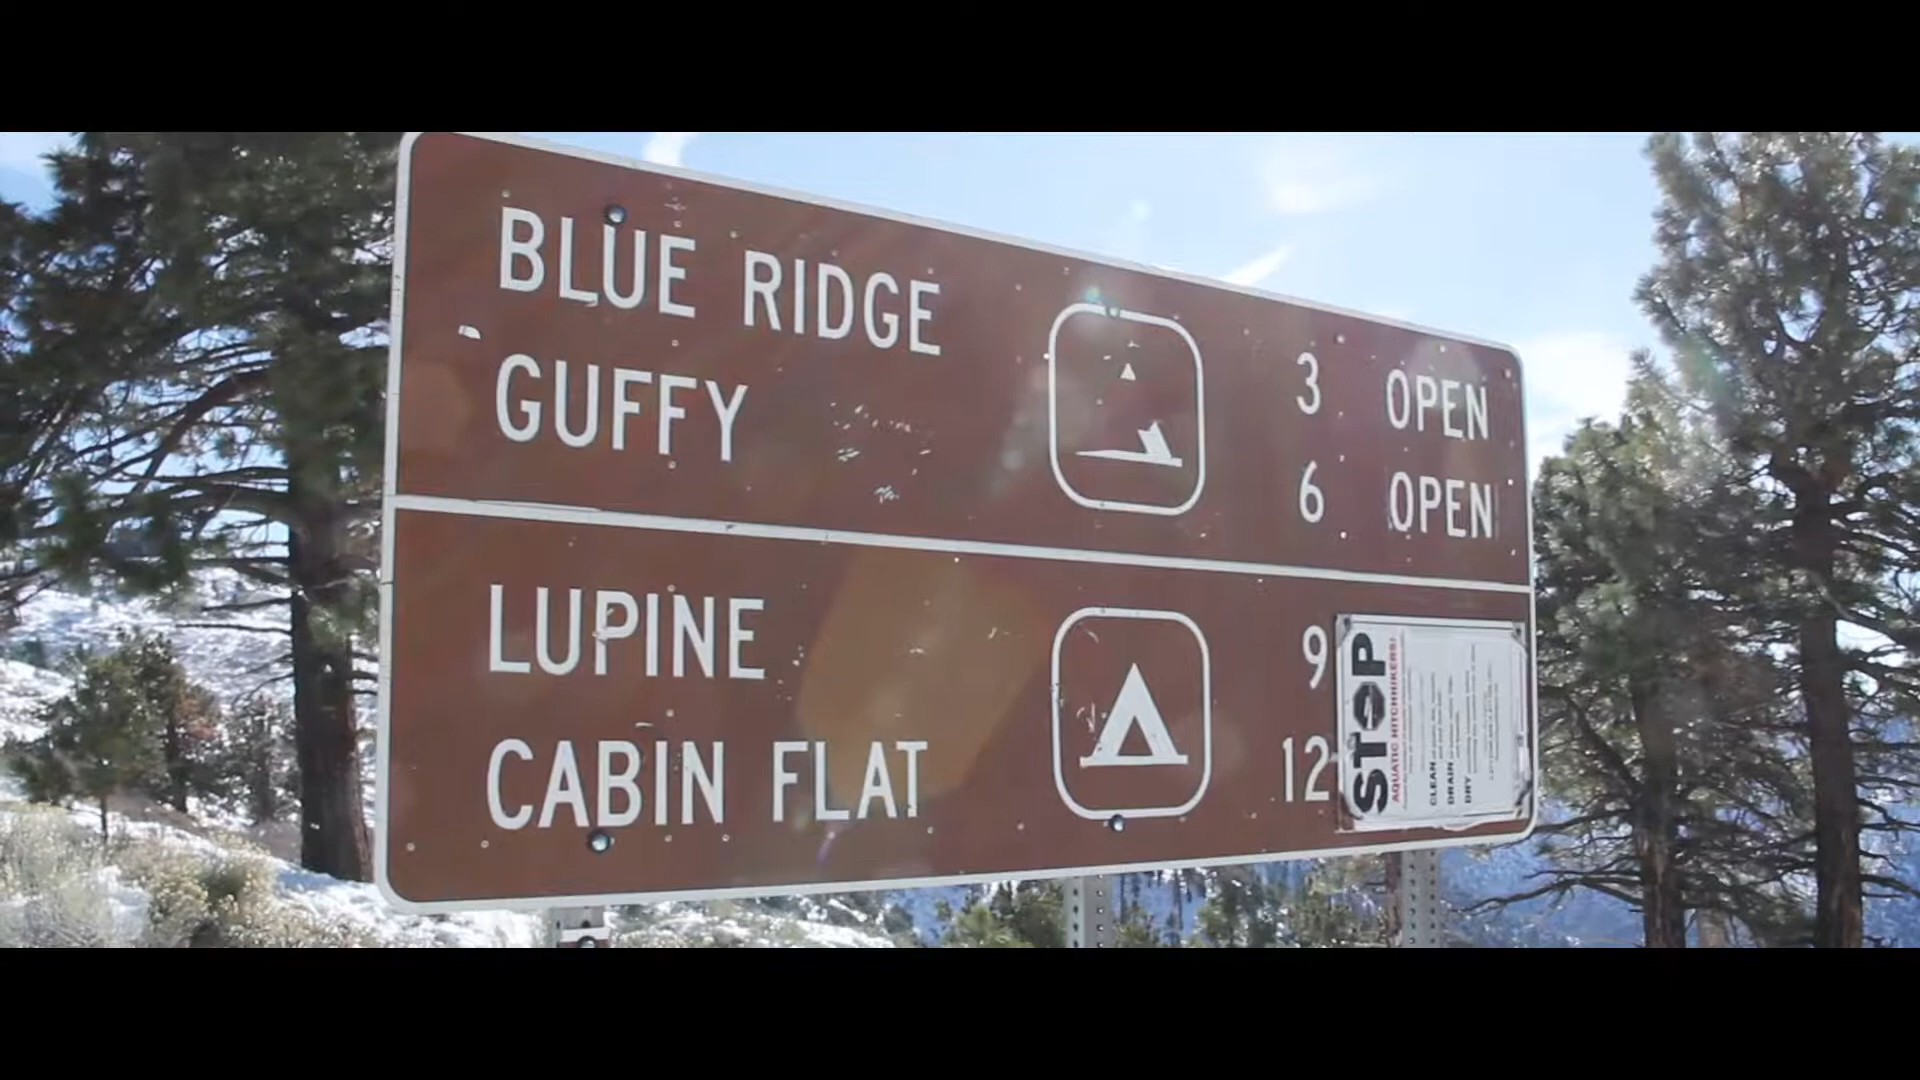 BLUE RIDGE 3 OPEN
GUFFY 6 OPEN
LUPINE 9
CABIN FLAT 12
STOP
AQUATIC HITCHHIKERS!
CLEAN
DRAIN
DRY